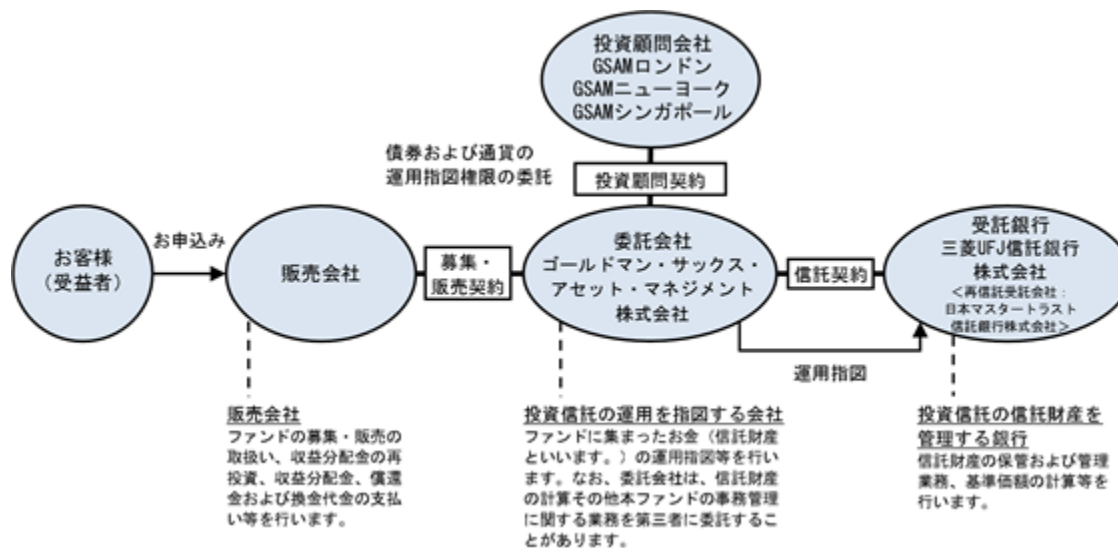 投資顧問会社
GSAMロンドン
GSAMニューヨーク
GSAMシンガポール
債券および通貨の
運用指図権限の委託
投資顧問契約
お客様
（受益者）
お申込み
販売会社
募集・
販売契約
委託会社
ゴールドマン・サックス・
アセット・マネジメント
株式会社
信託契約
受託銀行
三菱UFJ信託銀行
株式会社
＜再信託受託会社：
日本マスタートラスト
信託銀行株式会社＞
運用指図
販売会社
ファンドの募集・販売の
取扱い、収益分配金の再
投資、収益分配金、償還
金および換金代金の支払
い等を行います。
投資信託の運用を指図する会社
ファンドに集まったお金（信託財産
といいます。）の運用指図等を行い
ます。なお、委託会社は、信託財産
の計算その他本ファンドの事務管理
に関する業務を第三者に委託するこ
とがあります。
投資信託の信託財産を
管理する銀行
信託財産の保管および管理
業務、基準価額の計算等を
行います。